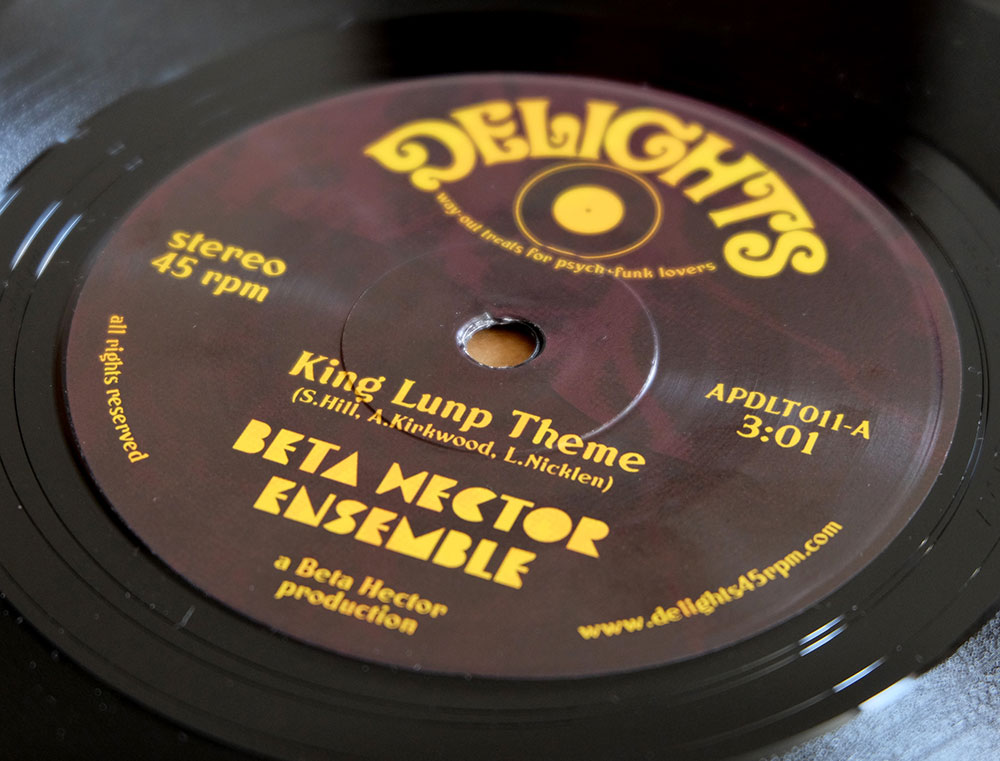 DELIGHTS
way out treats for psych+funk lovers
stereo
45 rpm
all rights reserved
King Lunp Theme
(S.Hill, A.Kirkwood, L.Nicklen)
APDLT011-A
3:01
BETA HECTOR
ENSEMBLE
a Beta Hector
production
www.delights45rpm.com